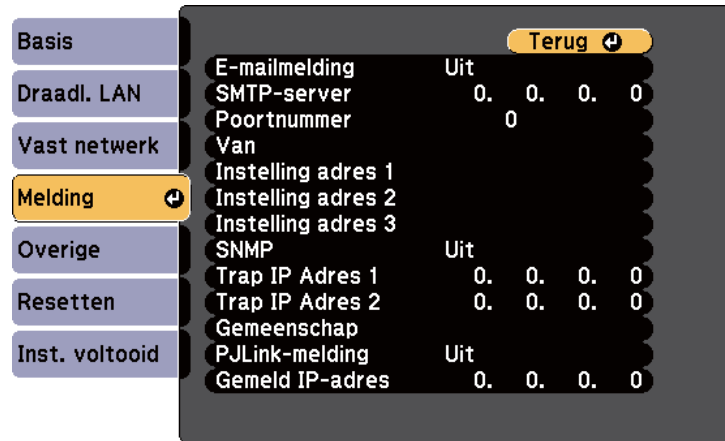 Basis
Draadl. LAN
Vast netwerk
Melding
Overige
Resetten
Inst. voltooid
Terug
E-mailmelding Uit
SMTP-server 0. 0. 0. 0
Poortnummer 0
Van
Instelling adres 1
Instelling adres 2
Instelling adres 3
SNMP Uit
Trap IP Adres 1 0. 0. 0. 0
Trap IP Adres 2 0. 0. 0. 0
Gemeenschap
PJLink-melding Uit
Gemeld IP-adres 0. 0. 0. 0